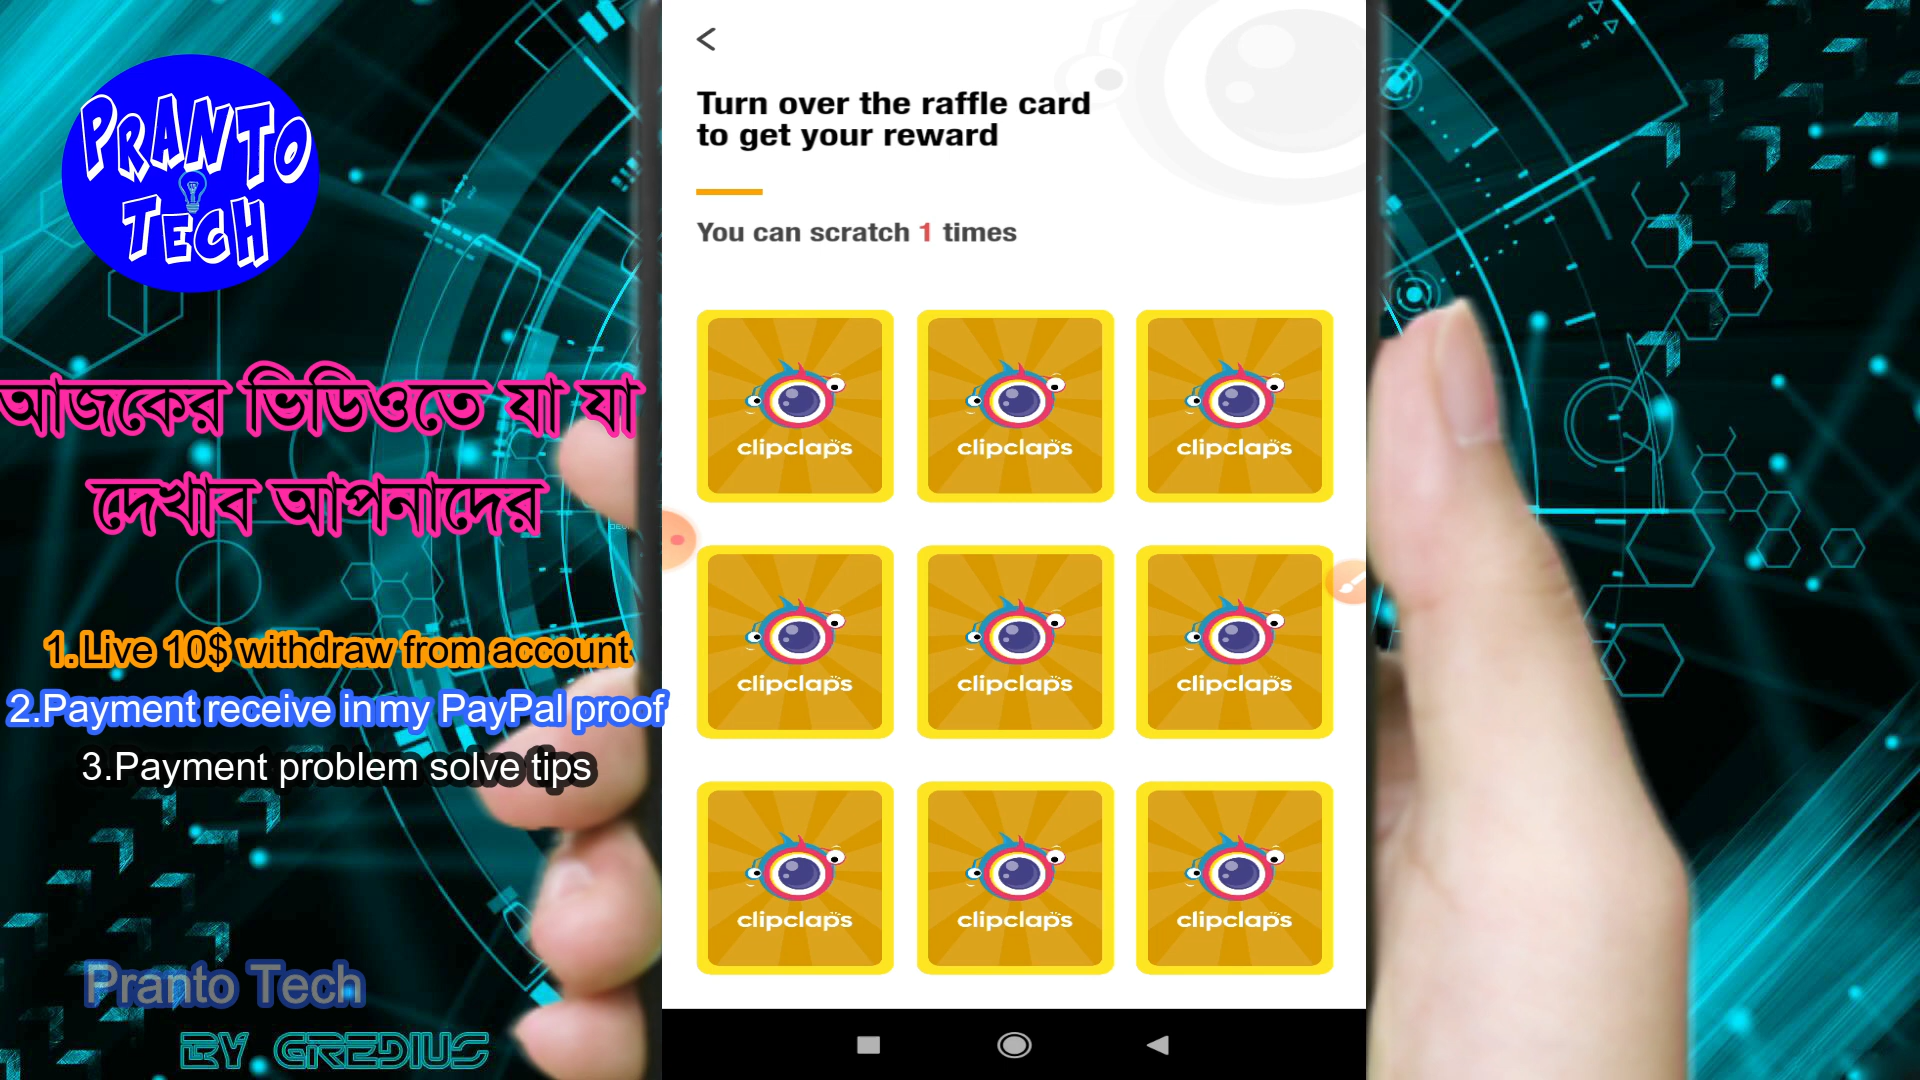 PRANTO
TECH
আজকের ভিডিওতে যা যা
দেখাব আপনাদের
1.Live 10$ withdraw from account
2.Payment receive in my PayPal proof
3.Payment problem solve tips
Pranto Tech
BY GREDIUS
Turn over the raffle card
to get your reward
You can scratch 1 times
clipclaps
clipclaps
clipclaps
clipclaps
clipclaps
clipclaps
clipclaps
clipclaps
clipclaps